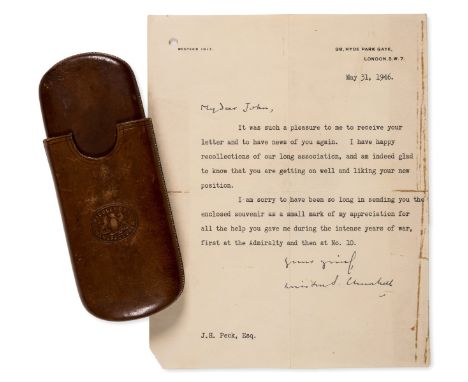 WESTERN 1617.
28, HYDE PARK GATE,
LONDON. S.W.7.
May 31, 1946.
My dear John,
It was such a pleasure to me to receive your
letter and to have news of you again. I have happy
recollections of our long association, and am indeed glad
to know that you are getting on well and liking your new
position.
I am sorry to have been so long in sending you the
enclosed souvenir as a small mark of my appreciation for
all the help you gave me during the intense years of war,
first at the Admiralty and then at No. 10.
Yours
Winston S. Churchill
J.H. Peck, Esq.